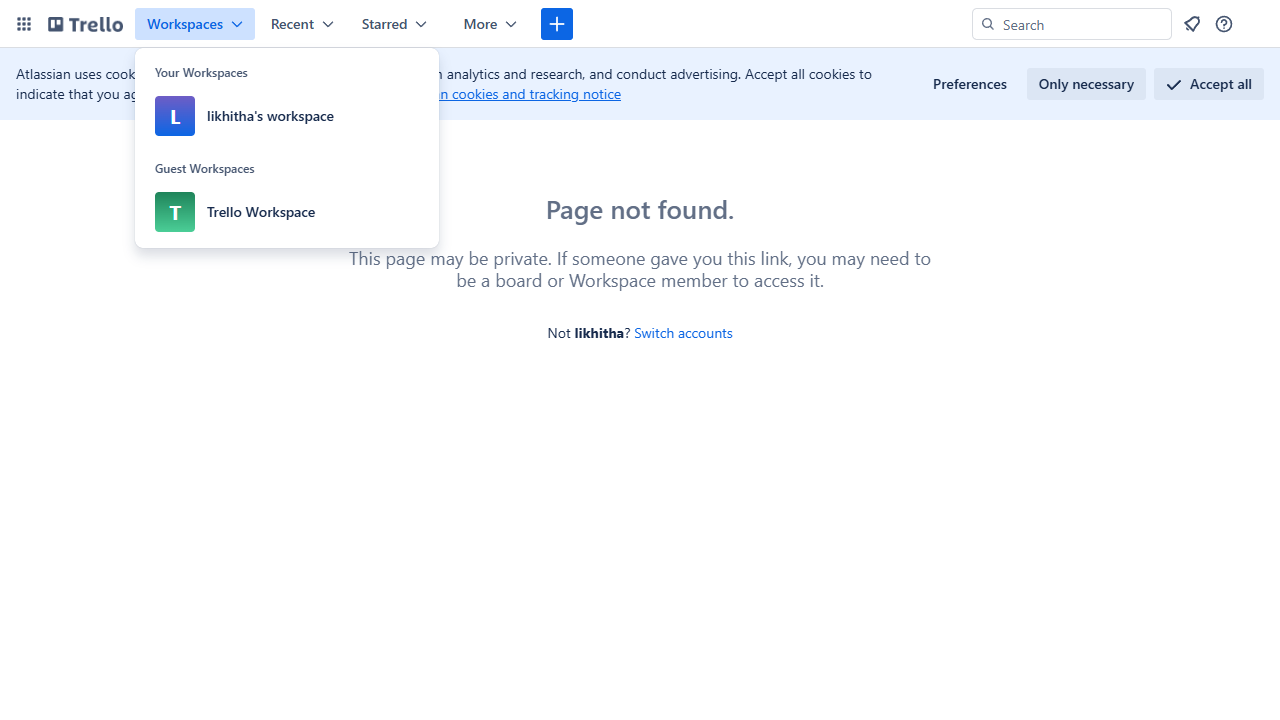 Trello
Workspaces
Recent
Starred
More
Search
Your Workspaces
L
likhitha's workspace
Guest Workspaces
T
Trello Workspace
Atlassian uses analytics and research, and conduct advertising. Accept all cookies to
indicate that you cookies and tracking notice
Preferences
Only necessary
Accept all
Page not found.
This page may be private. If someone gave you this link, you may need to
be a board or Workspace member to access it.
Not likhitha? Switch accounts